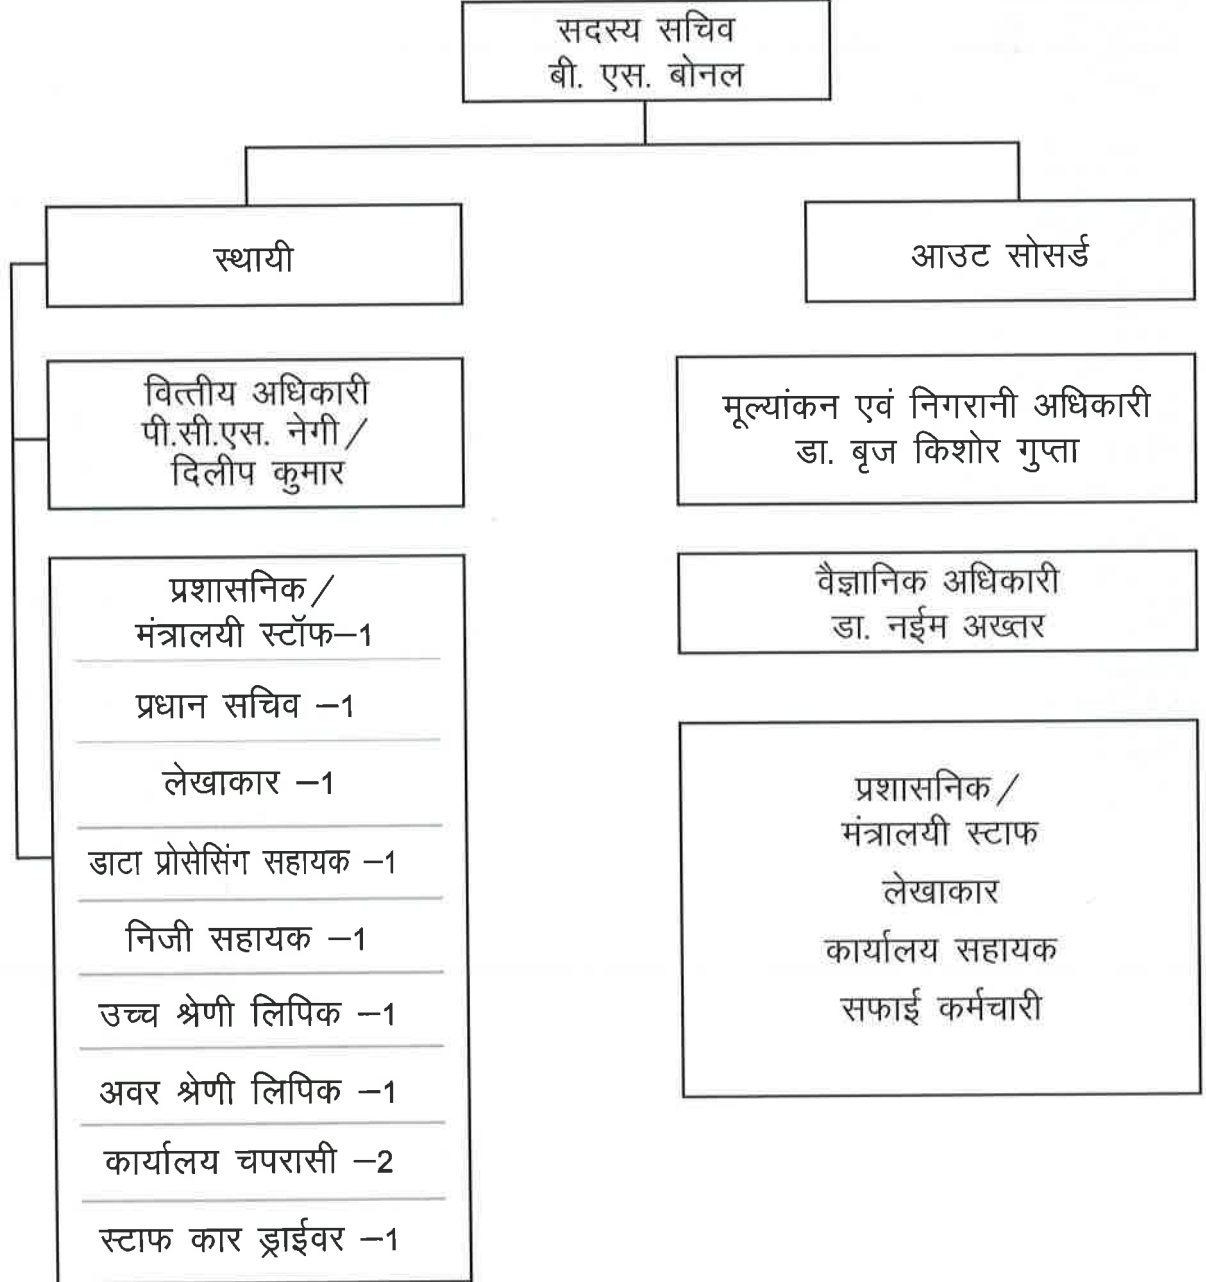 सदस्य सचिव
बी. एस. बोनल
स्थायी
वित्तीय अधिकारी
पी.सी.एस. नेगी/
दिलीप कुमार
प्रशासनिक/
मंत्रालयी स्टॉफ–1
प्रधान सचिव –1
लेखाकार –1
डाटा प्रोसेसिंग सहायक –1
निजी सहायक –1
उच्च श्रेणी लिपिक –1
अवर श्रेणी लिपिक –1
कार्यालय चपरासी –2
स्टाफ कार ड्राईवर –1
आउट सोसर्ड
मूल्यांकन एवं निगरानी अधिकारी
डा. बृज किशोर गुप्ता
वैज्ञानिक अधिकारी
डा. नईम अख्तर
प्रशासनिक/
मंत्रालयी स्टाफ
लेखाकार
कार्यालय सहायक
सफाई कर्मचारी